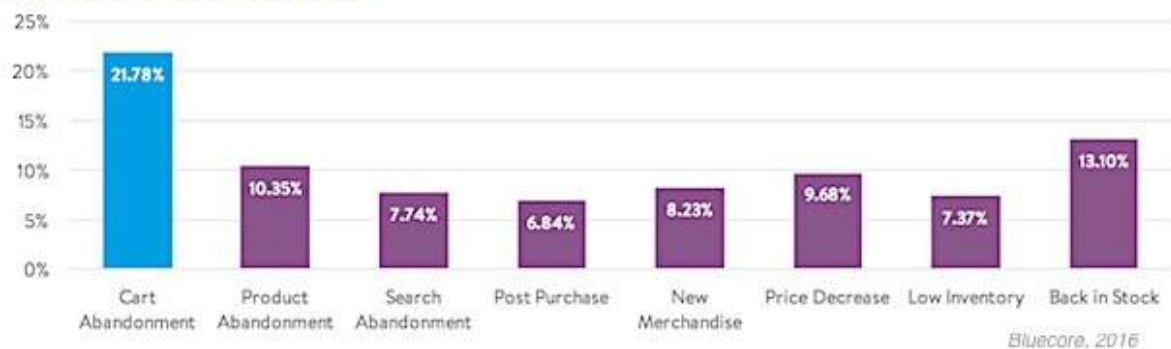 25%
20%
15%
10%
5%
0%
21.78%
10.35%
7.74%
6.84%
8.23%
9.68%
7.37%
13.10%
Cart
Abandonment
Product
Abandonment
Search
Abandonment
Post Purchase
New
Merchandise
Price Decrease
Low Inventory
Back in Stock
Bluecore, 2016